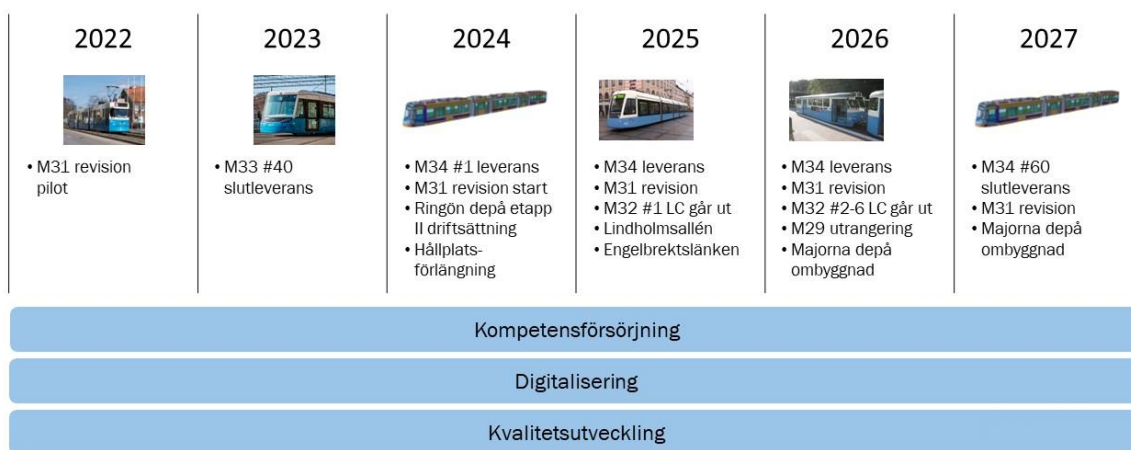 2022
2023
2024
2025
2026
2027
• M31 revision
pilot
• M33 #40
slutleverans
• M34 #1 leverans
• M31 revision start
• Ringön depå etapp
II driftsättning
• Hållplats-
förlängning
• M34 leverans
• M31 revision
• M32 #1 LC går ut
• Lindholmsallén
• Engelbrektslänken
• M34 leverans
• M31 revision
• M32 #2-6 LC går ut
• M29 utrangering
• Majorna depå
ombyggnad
• M34 #60
slutleverans
• M31 revision
• Majorna depå
ombyggnad
Kompetensförsörjning
Digitalisering
Kvalitetsutveckling